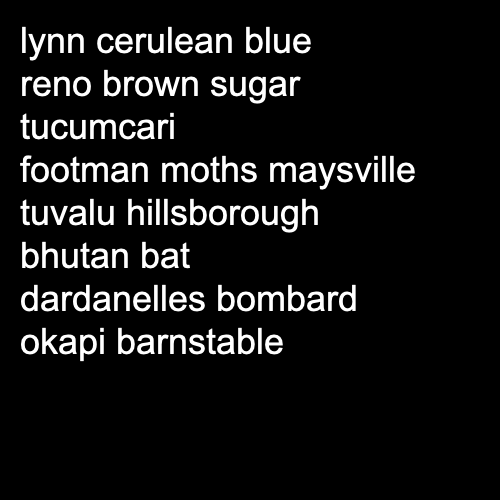 lynn cerulean blue
reno brown sugar
tucumcari
footman moths maysville
tuvalu hillsborough
bhutan bat
dardanelles bombard
okapi barnstable